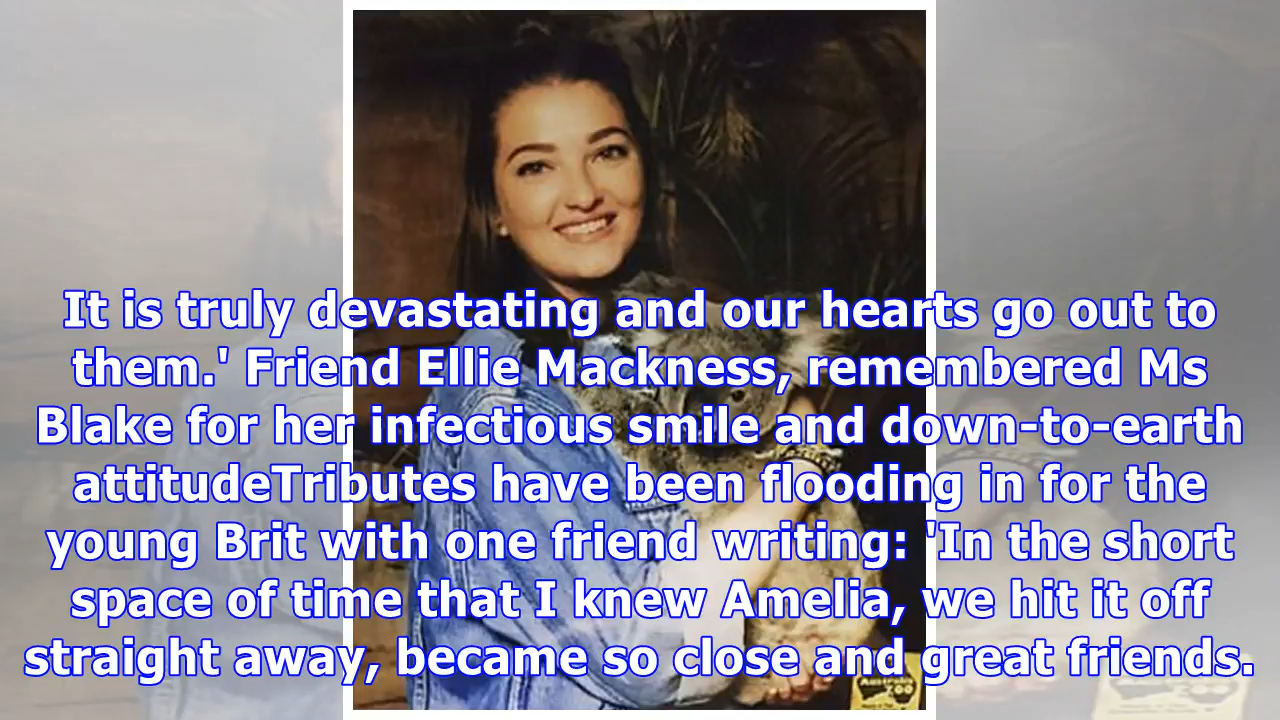 It is truly devastating and our hearts go out to
them.' Friend Ellie Mackness, remembered Ms
Blake for her infectious smile and down-to-earth
attitudeTributes have been flooding in for the
young Brit with one friend writing: 'In the short
space of time that I knew Amelia, we hit it off
straight away, became so close and great friends.
Australia
ZOO